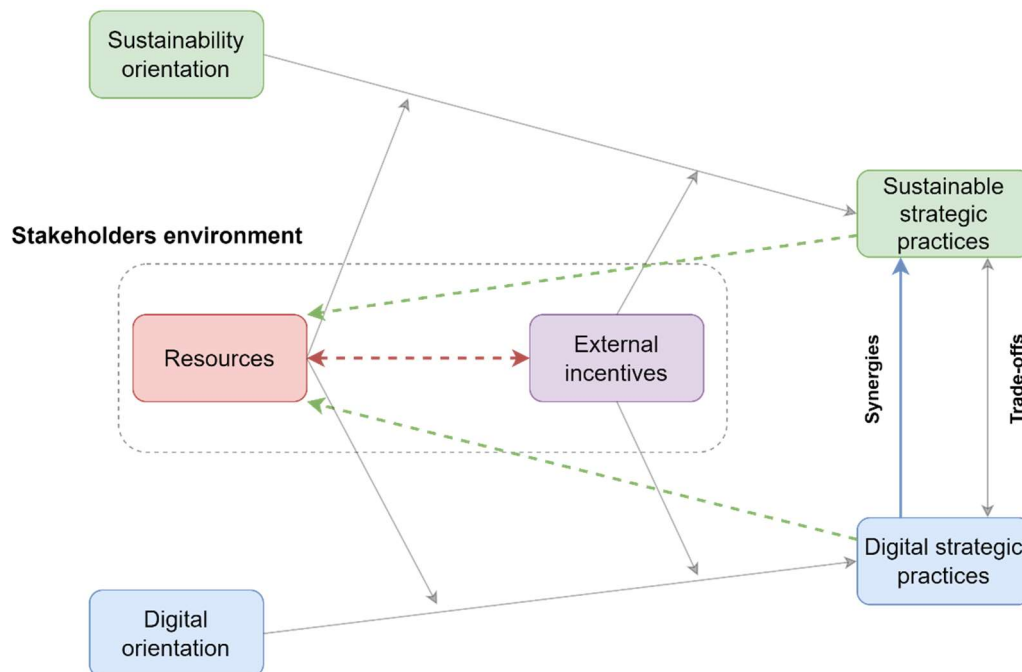 Sustainability
orientation
Sustainable
strategic
practices
Stakeholders environment
Resources
External
incentives
Synergies
Trade-offs
Digital strategic
practices
Digital
orientation